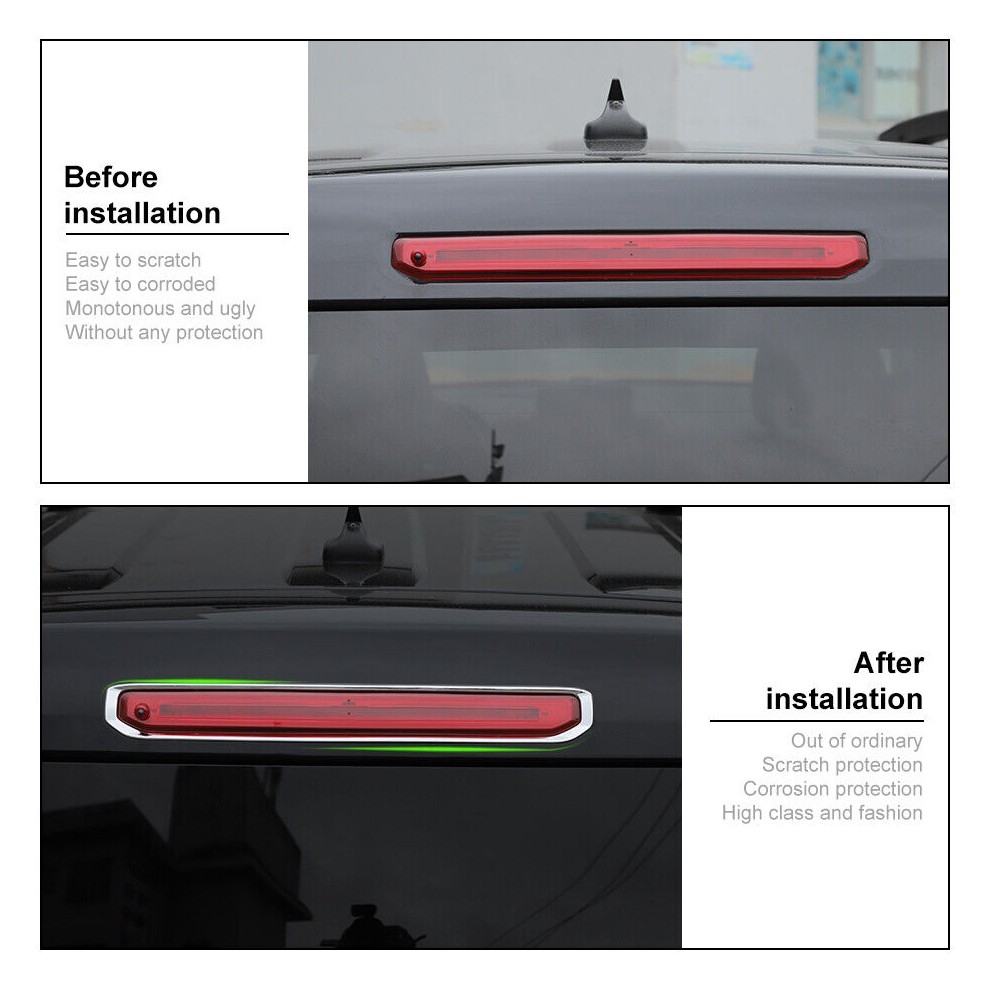 Before
installation
Easy to scratch
Easy to corroded
Monotonous and ugly
Without any protection
After
installation
Out of ordinary
Scratch protection
Corrosion protection
High class and fashion